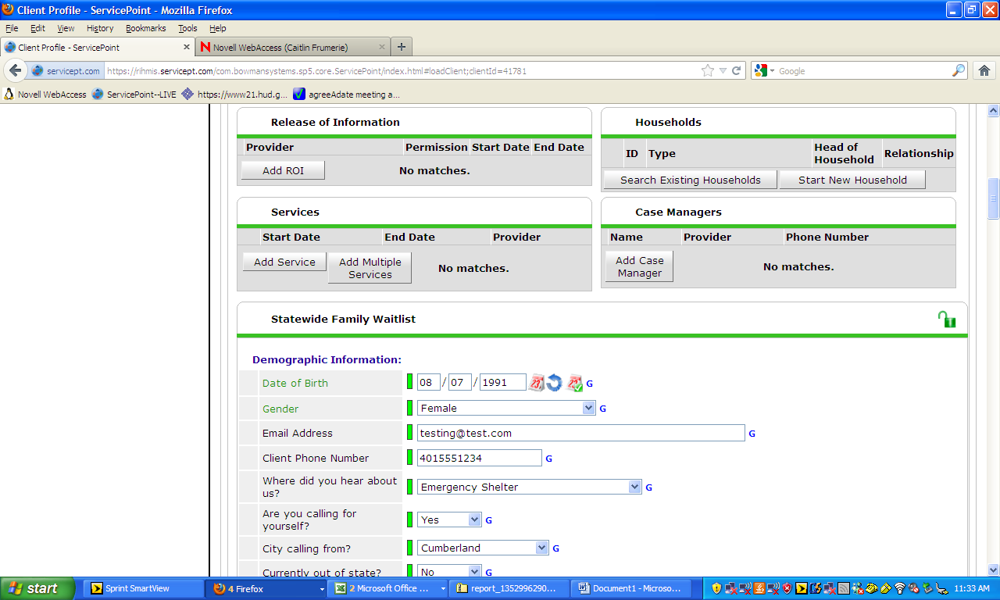 Client Profile - ServicePoint - Mozilla Firefox
File Edit View History Bookmarks Tools Help
Client Profile - ServicePoint × Novell WebAccess (Caitlin Frumerie) × +
servicept.com https://rihmis.servicept.com/com.bowmansystems.sp5.core.ServicePoint/index.html#loadClient;clientId=41781 Google
Novell WebAccess ServicePoint--LIVE https://www21.hud.g... agreeAdate meeting a...
Release of Information
Provider Permission Start Date End Date
Add ROI No matches.
Households
ID Type Head of Household Relationship
Search Existing Households Start New Household
Services
Start Date End Date Provider
Add Service Add Multiple Services No matches.
Case Managers
Name Provider Phone Number
Add Case Manager No matches.
Statewide Family Waitlist
Demographic Information:
Date of Birth 08 / 07 / 1991 23 G
Gender Female G
Email Address testing@test.com G
Client Phone Number 4015551234 G
Where did you hear about us? Emergency Shelter G
Are you calling for yourself? Yes G
City calling from? Cumberland G
Currently out of state? No G
start Sprint SmartView 4 Firefox 2 Microsoft Office ... report_1352996290... Document1 - Microso... 11:33 AM